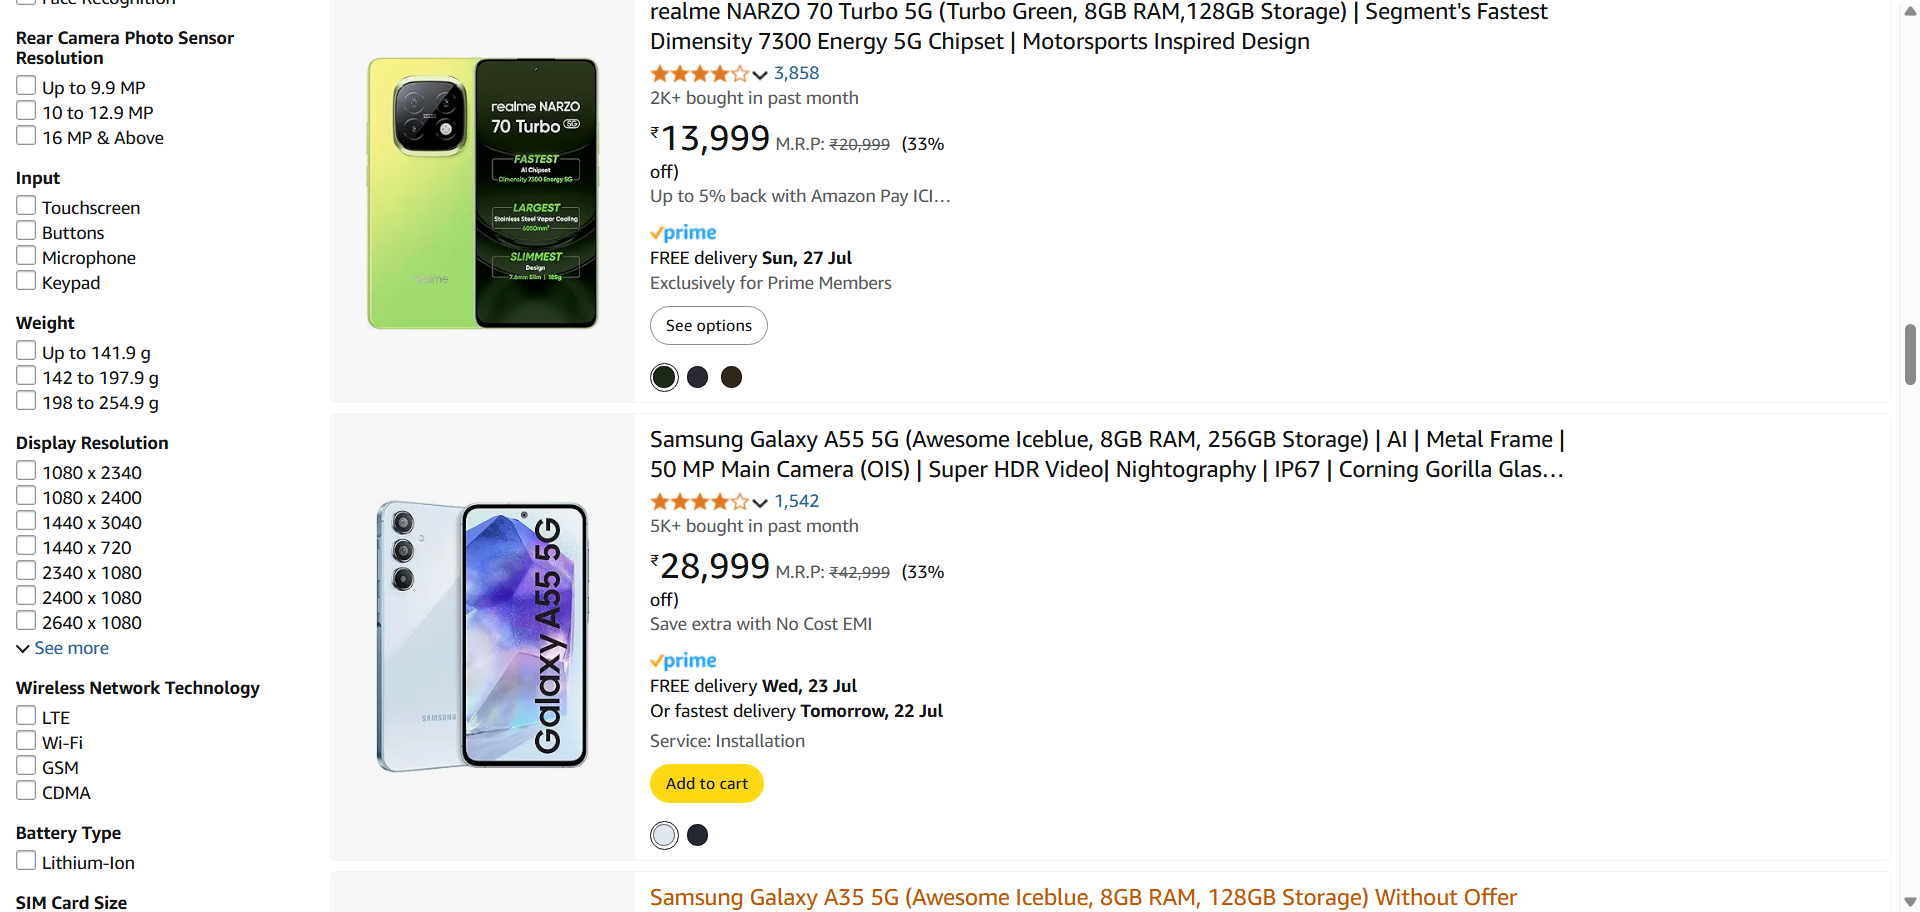 Face Recognition
Rear Camera Photo Sensor
Resolution
Up to 9.9 MP
10 to 12.9 MP
16 MP & Above
Input
Touchscreen
Buttons
Microphone
Keypad
Weight
Up to 141.9 g
142 to 197.9 g
198 to 254.9 g
Display Resolution
1080 x 2340
1080 x 2400
1440 x 3040
1440 x 720
2340 x 1080
2400 x 1080
2640 x 1080
See more
Wireless Network Technology
LTE
Wi-Fi
GSM
CDMA
Battery Type
Lithium-Ion
SIM Card Size
realme
realme NARZO
70 Turbo 5G
FASTEST
AI Chipset
Dimensity 7300 Energy 5G
LARGEST
Stainless Steel Vapor Cooling
6050mm²
SLIMMEST
Design
7.6mm Slim | 185g
realme NARZO 70 Turbo 5G (Turbo Green, 8GB RAM,128GB Storage) | Segment's Fastest
Dimensity 7300 Energy 5G Chipset | Motorsports Inspired Design
3,858
2K+ bought in past month
₹13,999 M.R.P: ₹20,999 (33%
off)
Up to 5% back with Amazon Pay ICI…
prime
FREE delivery Sun, 27 Jul
Exclusively for Prime Members
See options
SAMSUNG
Galaxy A55 5G
Samsung Galaxy A55 5G (Awesome Iceblue, 8GB RAM, 256GB Storage) | AI | Metal Frame |
50 MP Main Camera (OIS) | Super HDR Video| Nightography | IP67 | Corning Gorilla Glas…
1,542
5K+ bought in past month
₹28,999 M.R.P: ₹42,999 (33%
off)
Save extra with No Cost EMI
prime
FREE delivery Wed, 23 Jul
Or fastest delivery Tomorrow, 22 Jul
Service: Installation
Add to cart
Samsung Galaxy A35 5G (Awesome Iceblue, 8GB RAM, 128GB Storage) Without Offer